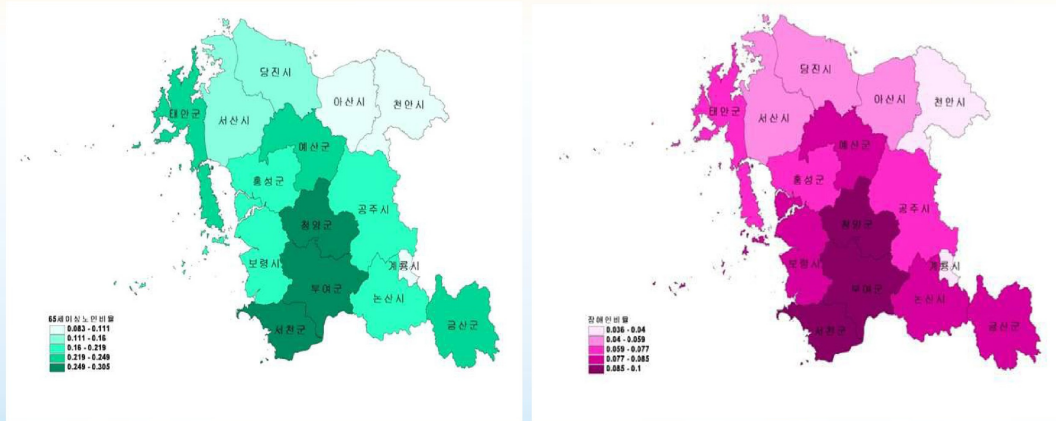 당진시
아산시
천안시
태안군
서산시
예산군
홍성군
공주시
청양군
보령시
부여군
계룡시
논산시
서천군
금산군
65세이상노인비율
0.083 - 0.111
0.111 - 0.16
0.16 - 0.219
0.219 - 0.249
0.249 - 0.305
당진시
아산시
천안시
태안군
서산시
예산군
홍성군
공주시
청양군
보령시
부여군
계룡시
논산시
서천군
금산군
장애인비율
0.036 - 0.04
0.04 - 0.059
0.059 - 0.077
0.077 - 0.085
0.085 - 0.1